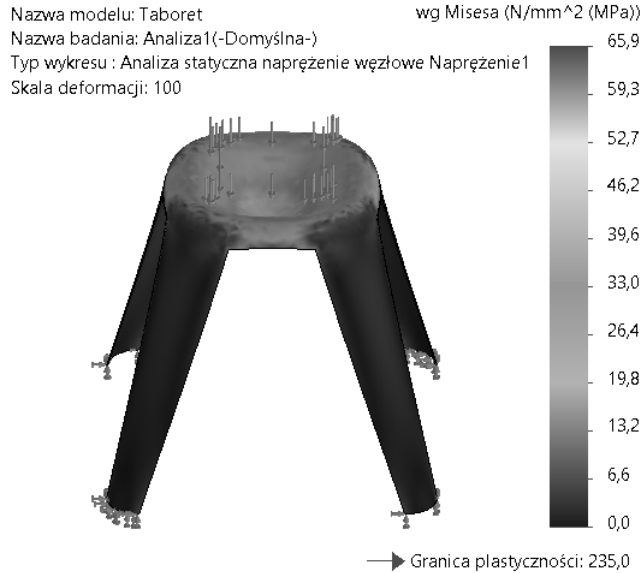 Nazwa modelu: Taboret
Nazwa badania: Analiza1(-Domyślna-)
Typ wykresu : Analiza statyczna naprężenie węzłowe Naprężenie1
Skala deformacji: 100
wg Misesa (N/mm^2 (MPa))
65,9
59,3
52,7
46,2
39,6
33,0
26,4
19,8
13,2
6,6
0,0
Granica plastyczności: 235,0